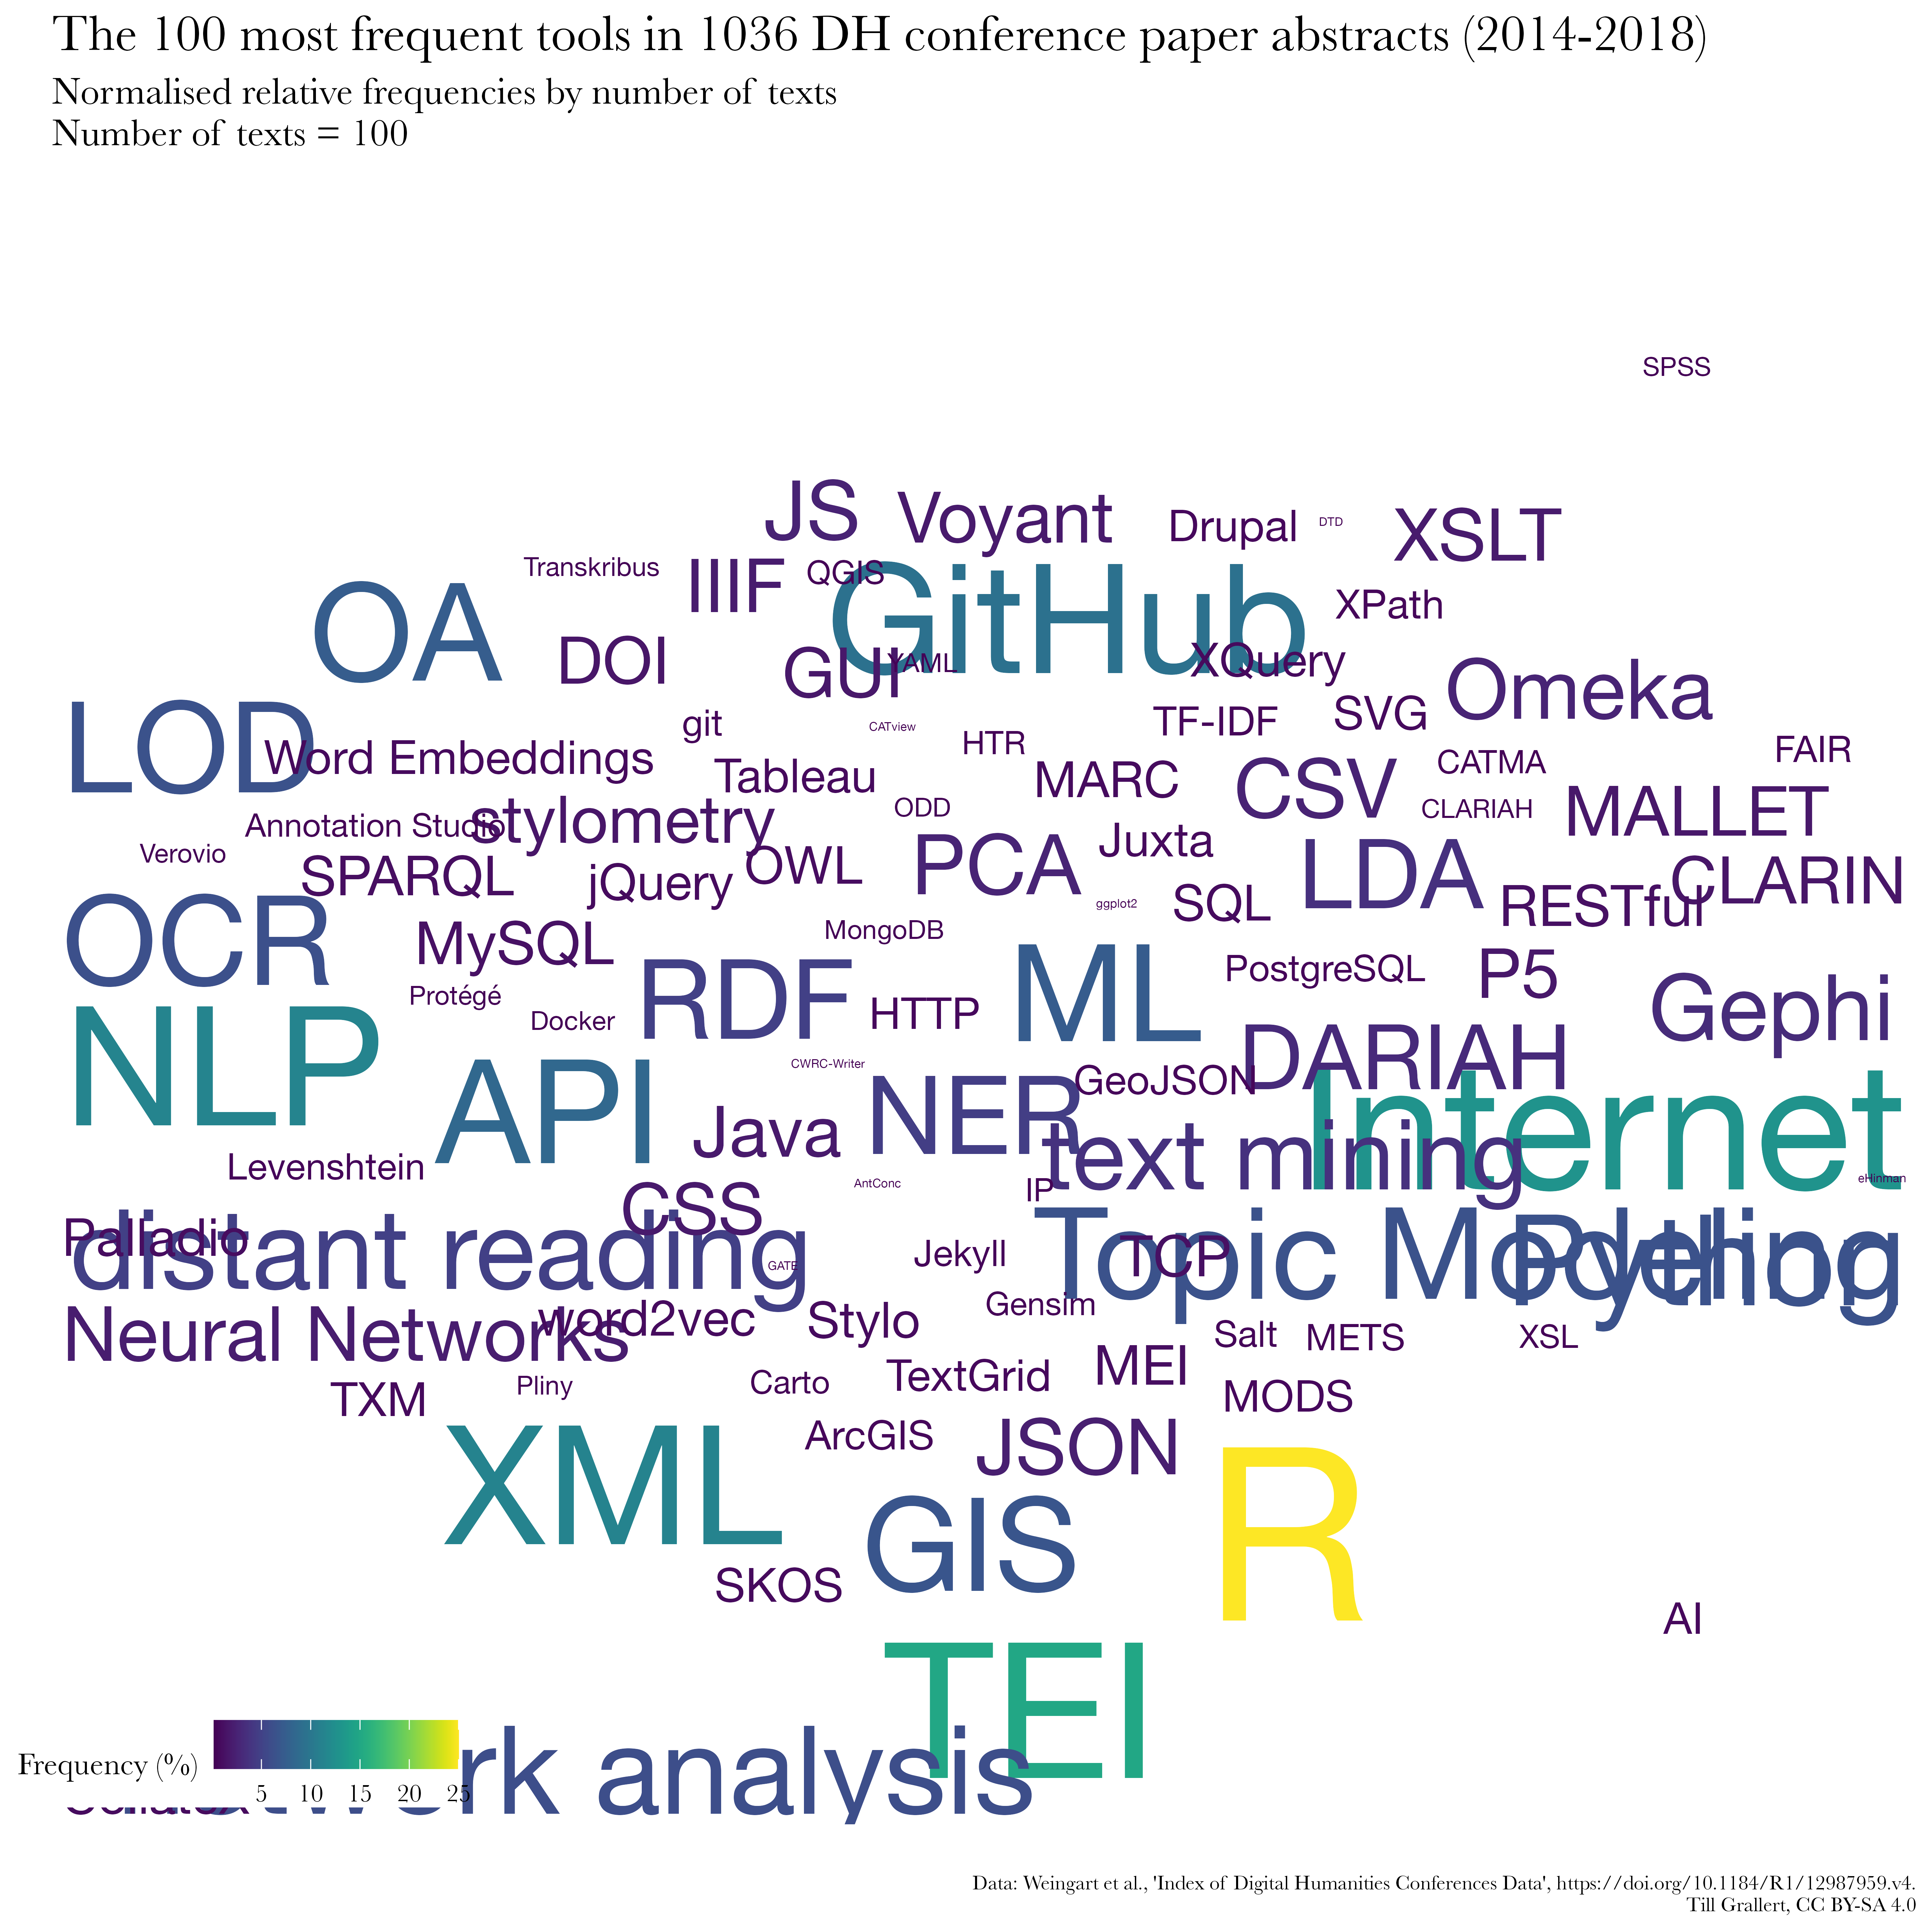 The 100 most frequent tools in 1036 DH conference paper abstracts (2014-2018)
Normalised relative frequencies by number of texts
Number of texts = 100
SPSS
JS
Voyant
Drupal
DTD
XSLT
Transkribus
IIIF
QGIS
OA
GitHub
XPath
DOI
GUI
YAML
XQuery
Omeka
git
CATview
TF-IDF
SVG
LOD
Word Embeddings
HTR
FAIR
Tableau
MARC
CSV
CATMA
Annotation Studio
stylometry
ODD
CLARIAH
MALLET
Verovio
SPARQL
jQuery
OWL
PCA
Juxta
LDA
CLARIN
OCR
MySQL
MongoDB
ggplot2
SQL
RESTful
Protégé
RDF
ML
PostgreSQL
P5
Gephi
NLP
Docker
HTTP
DARIAH
API
CWRC-Writer
NER
GeoJSON
Internet
Java
text mining
Levenshtein
AntConc
IP
eHinman
CSS
Palladio
distant reading
GATE
Jekyll
Topic Modeling
TCP
Python
Neural Networks
word2vec
Stylo
Gensim
Salt
METS
XSL
TXM
Pliny
Carto
TextGrid
MEI
MODS
XML
ArcGIS
JSON
R
GIS
SKOS
AI
TEI
Frequency (%)
5 10 15 20 25
analysis
Data: Weingart et al., 'Index of Digital Humanities Conferences Data', https://doi.org/10.1184/R1/12987959.v4.
Till Grallert, CC BY-SA 4.0